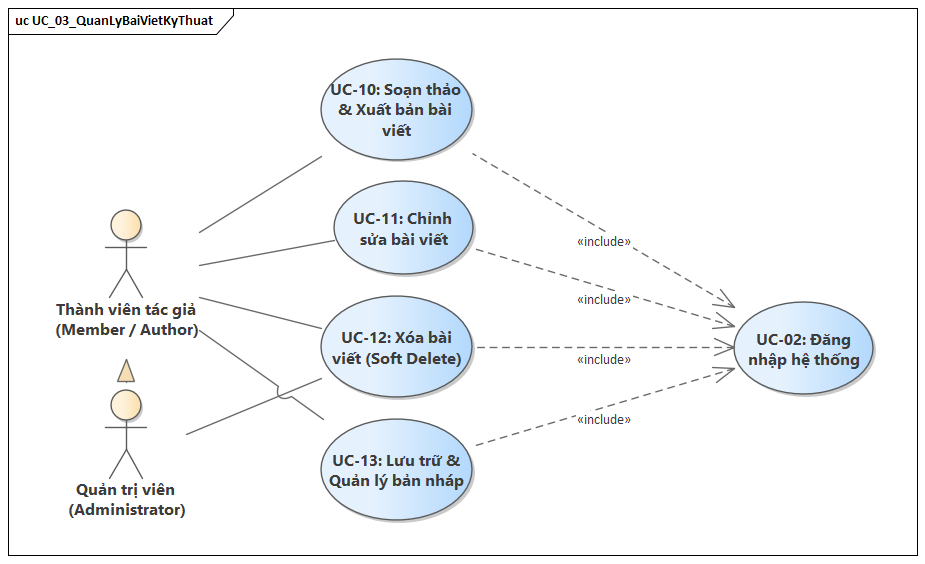 uc UC_03_QuanLyBaiVietKyThuat
UC-10: Soạn thảo
& Xuất bản bài
viết
UC-11: Chỉnh
sửa bài viết
«include»
«include»
Thành viên tác giả
(Member / Author)
UC-12: Xóa bài
viết (Soft Delete)
UC-02: Đăng
nhập hệ thống
«include»
«include»
UC-13: Lưu trữ &
Quản lý bản nháp
Quản trị viên
(Administrator)